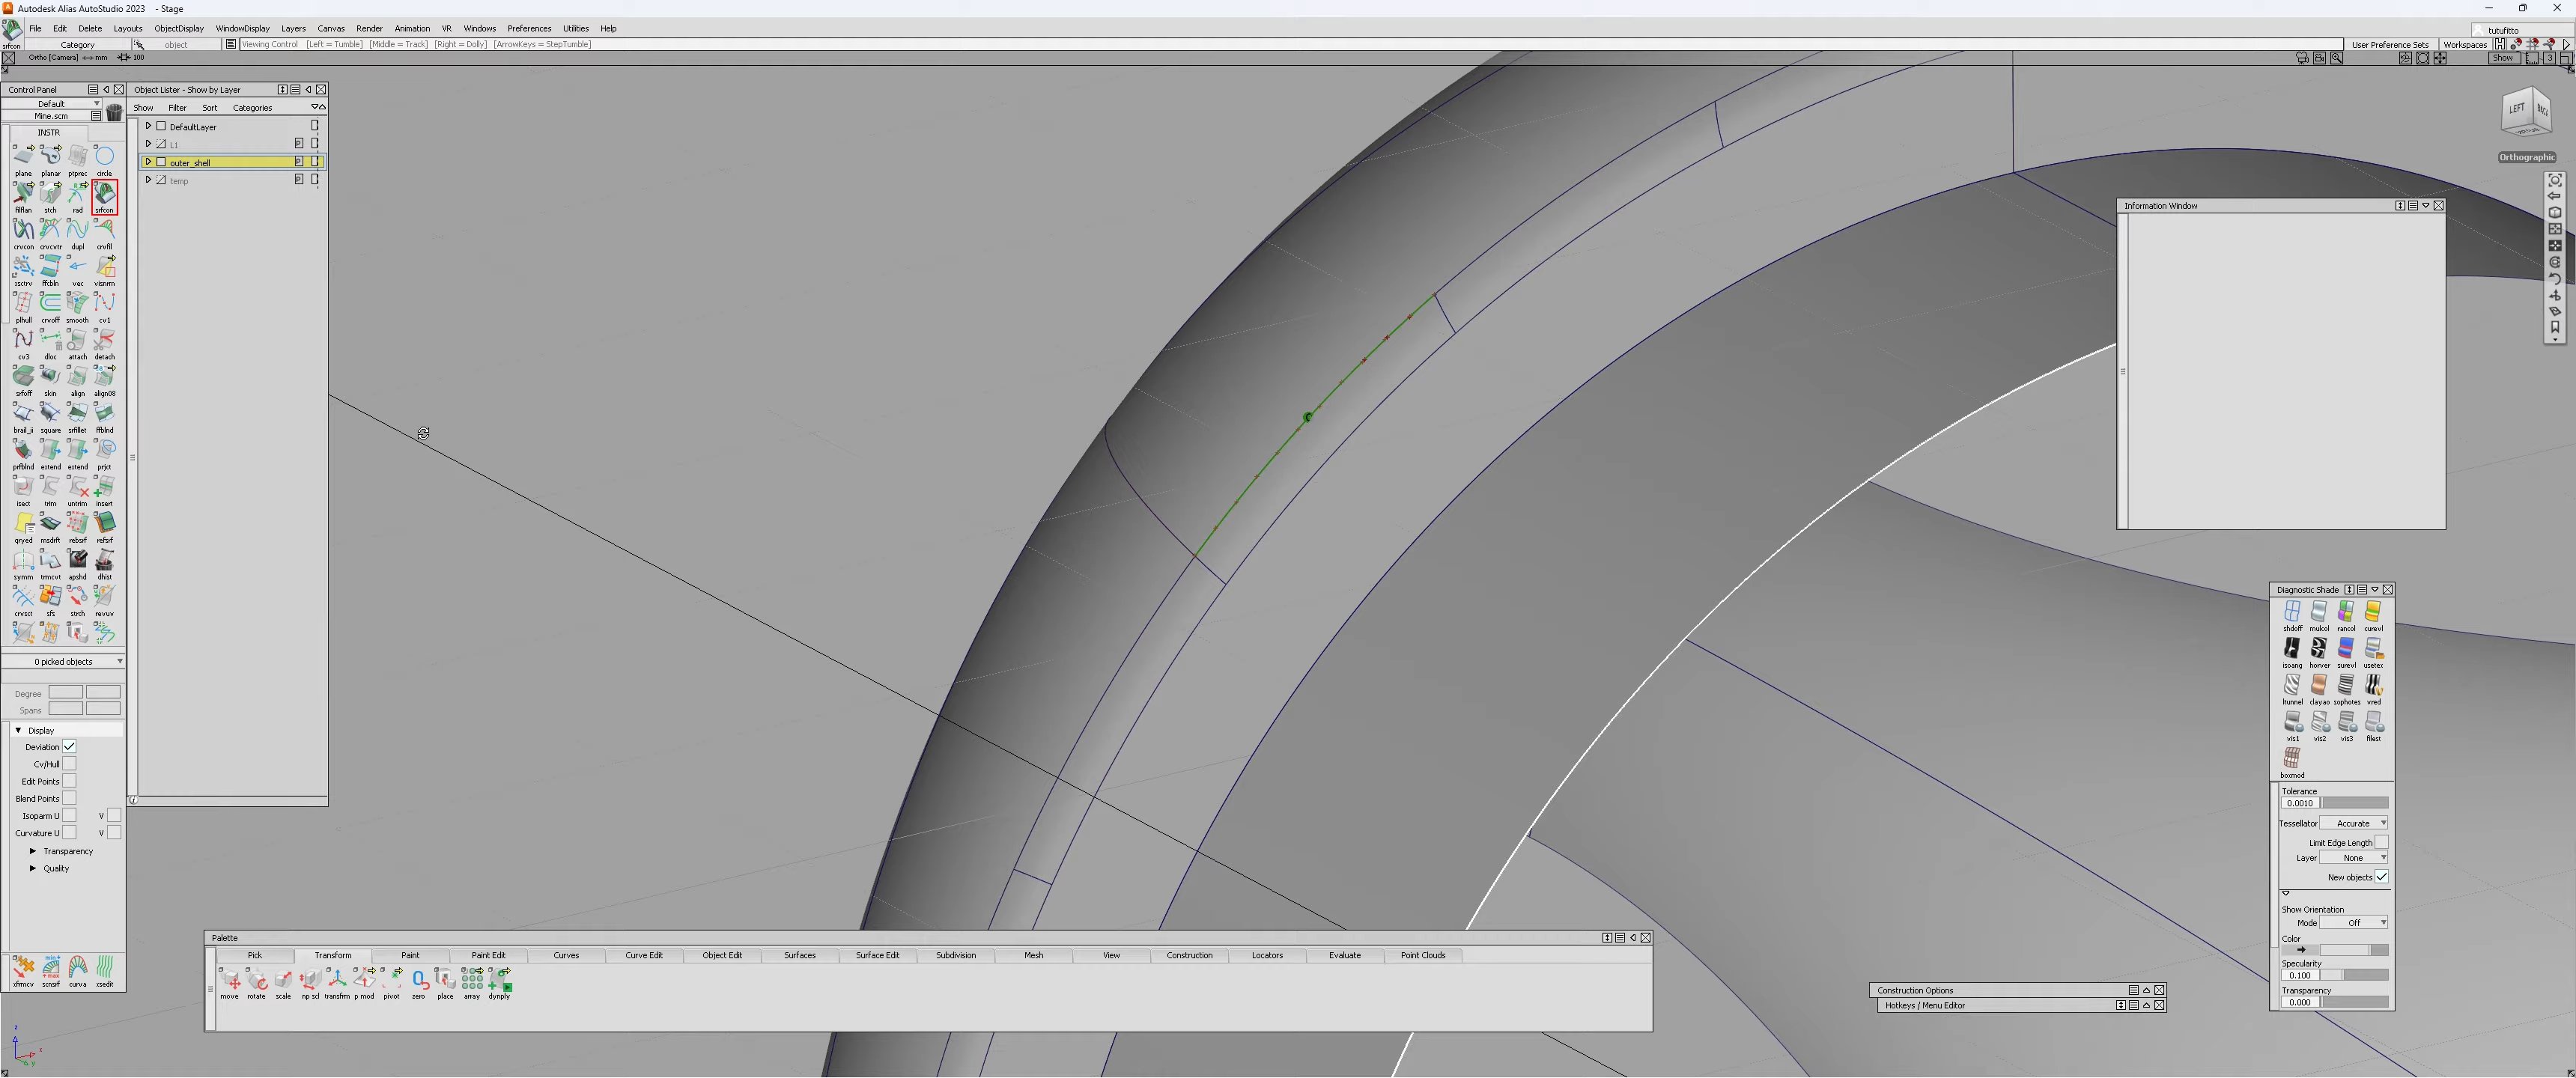 Autodesk Alias AutoStudio 2023 - Stage
File Edit Delete Layouts ObjectDisplay WindowDisplay Layers Canvas Render Animation VR Windows Preferences Utilities Help
tutufitto
srfcon Category object Viewing Control [Left = Tumble] [Middle = Track] [Right = Dolly] [ArrowKeys = StepTumble] User Preference Sets Workspaces
Ortho [Camera] mm 100 Show 3
Control Panel
Default
Mine.scm
INSTR
plane planar ptprec circle
filflan stch rad srfcon
crvcon crvcvtr dupl crvfil
xsctrv ffcbln vec visnrm
plhull crvoff smooth cv1
cv3 dloc attach detach
srfoff skin align align08
brail_ii square srfillet ffblnd
prfblnd extend extend prjct
isect trim untrim insert
qryed msdrft rebsrf refsrf
symm trmcvt apshd dhist
crvsct sfs strch revuv
0 picked objects
Degree
Spans
Display
Deviation
Cv/Hull
Edit Points
Blend Points
Isoparm U V
Curvature U V
Transparency
Quality
xfrmcv scnsrf curva xsedit
Object Lister - Show by Layer
Show Filter Sort Categories
DefaultLayer
L1 P
outer_shell P
temp P
LEFT BACK
Orthographic
Information Window
Diagnostic Shade
shdoff mulcol rancol curevl
isoang horver surevl usetex
ltunnel clayao sophotes vred
vis1 vis2 vis3 filest
boxmod
Tolerance
0.0010
Tessellator Accurate
Limit Edge Length
Layer None
New objects
Show Orientation
Mode Off
Color
Specularity
0.100
Transparency
0.000
Palette
Pick Transform Paint Paint Edit Curves Curve Edit Object Edit Surfaces Surface Edit Subdivision Mesh View Construction Locators Evaluate Point Clouds
move rotate scale np scl transfrm p mod pivot zero place array dynply
Construction Options
Hotkeys / Menu Editor